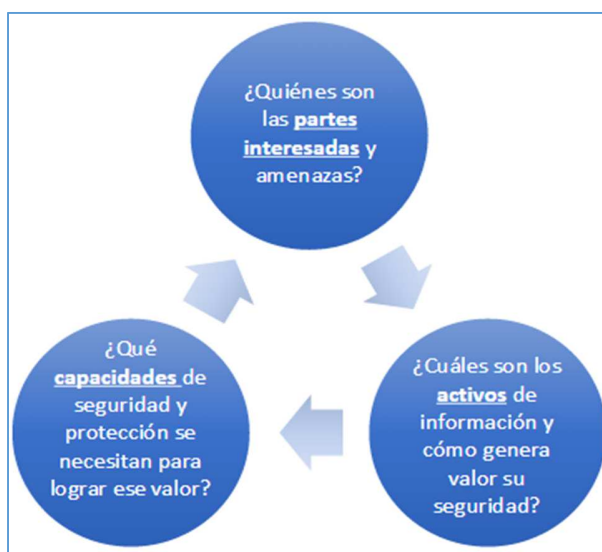 ¿Quiénes son
las partes
interesadas y
amenazas?
¿Cuáles son los
activos de
información y
cómo genera
valor su
seguridad?
¿Qué
capacidades de
seguridad y
protección se
necesitan para
lograr ese valor?